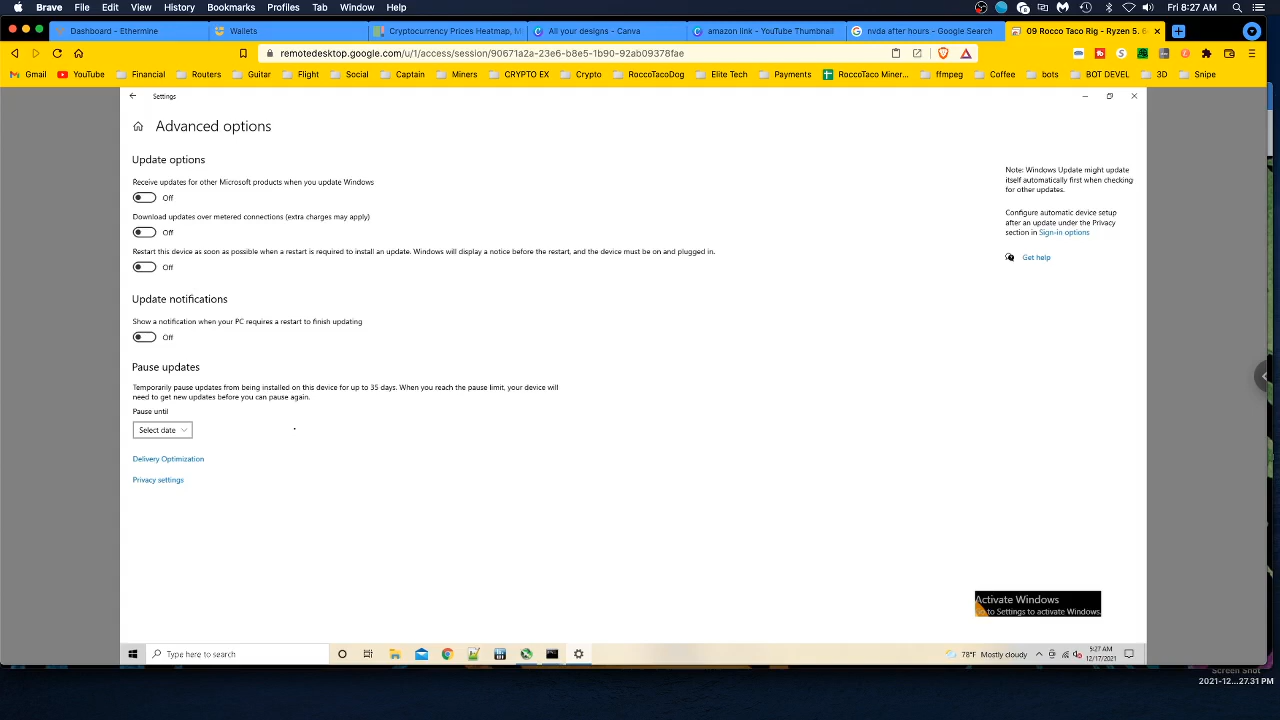 Brave File Edit View History Bookmarks Profiles Tab Window Help Fri 8:27 AM
Dashboard - Ethermine Wallets Cryptocurrency Prices Heatmap, M All your designs - Canva amazon link - YouTube Thumbnail nvda after hours - Google Search 09 Rocco Taco Rig - Ryzen 5. 6
remotedesktop.google.com/u/1/access/session/90671a2a-23e6-b8e5-1b90-92ab09378fae
Gmail YouTube Financial Routers Guitar Flight Social Captain Miners CRYPTO EX Crypto RoccoTacoDog Elite Tech Payments RoccoTaco Miner... ffmpeg Coffee bots BOT DEVEL 3D Snipe
Settings
Advanced options
Update options
Receive updates for other Microsoft products when you update Windows
Off
Download updates over metered connections (extra charges may apply)
Off
Restart this device as soon as possible when a restart is required to install an update. Windows will display a notice before the restart, and the device must be on and plugged in.
Off
Update notifications
Show a notification when your PC requires a restart to finish updating
Off
Pause updates
Temporarily pause updates from being installed on this device for up to 35 days. When you reach the pause limit, your device will
need to get new updates before you can pause again.
Pause until
Select date
Delivery Optimization
Privacy settings
Note: Windows Update might update
itself automatically first when checking
for other updates.
Configure automatic device setup
after an update under the Privacy
section in Sign-in options
Get help
Activate Windows
Go to Settings to activate Windows.
Type here to search
78°F Mostly cloudy
5:27 AM
12/17/2021
Screen Shot
2021-12...27.31 PM